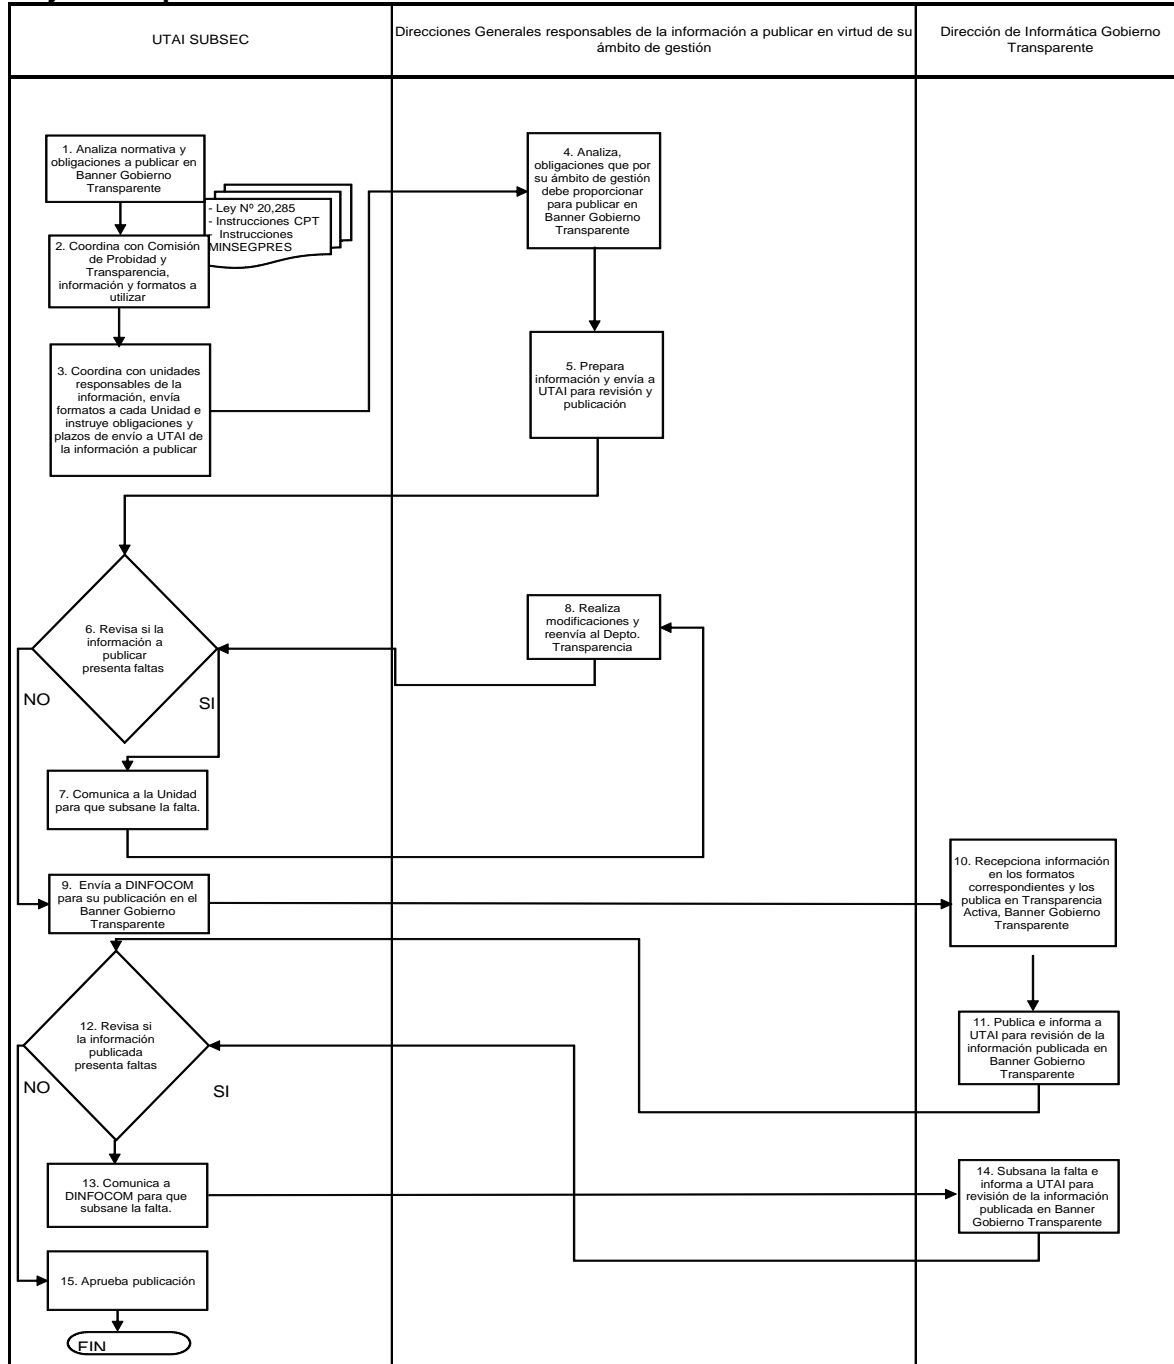 UTAI SUBSEC
Direcciones Generales responsables de la información a publicar en virtud de su
ámbito de gestión
Dirección de Informática Gobierno
Transparente
1. Analiza normativa y
obligaciones a publicar en
Banner Gobierno
Transparente
- Ley Nº 20,285
- Instrucciones CPT
- Instrucciones
MINSEGPRES
2. Coordina con Comisión
de Probidad y
Transparencia,
información y formatos a
utilizar
3. Coordina con unidades
responsables de la
información, envía
formatos a cada Unidad e
instruye obligaciones y
plazos de envío a UTAI de
la información a publicar
4. Analiza,
obligaciones que por
su ámbito de gestión
debe proporcionar
para publicar en
Banner Gobierno
Transparente
5. Prepara
información y envía a
UTAI para revisión y
publicación
6. Revisa si la
información a
publicar
presenta faltas
NO
SI
7. Comunica a la Unidad
para que subsane la falta.
8. Realiza
modificaciones y
reenvía al Depto.
Transparencia
9. Envía a DINFOCOM
para su publicación en el
Banner Gobierno
Transparente
10. Recepciona información
en los formatos
correspondientes y los
publica en Transparencia
Activa, Banner Gobierno
Transparente
11. Publica e informa a
UTAI para revisión de la
información publicada en
Banner Gobierno
Transparente
12. Revisa si
la información
publicada
presenta faltas
NO
SI
13. Comunica a
DINFOCOM para que
subsane la falta.
14. Subsana la falta e
informa a UTAI para
revisión de la información
publicada en Banner
Gobierno Transparente
15. Aprueba publicación
FIN